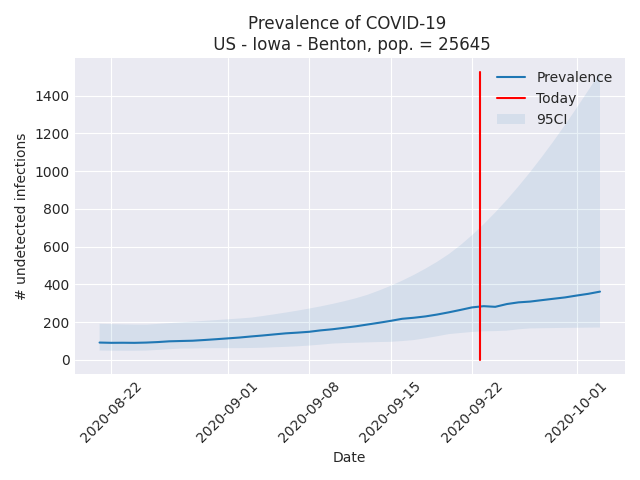 Prevalence of COVID-19
US - Iowa - Benton, pop. = 25645
Prevalence
Today
95CI
# undetected infections
1400
1200
1000
800
600
400
200
0
2020-08-22
2020-09-01
2020-09-08
2020-09-15
2020-09-22
2020-10-01
Date